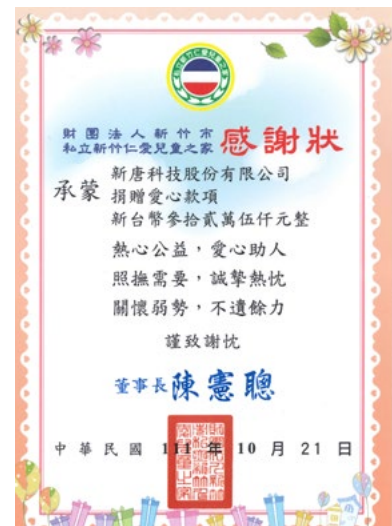 財團法人新竹市
私立新竹仁愛兒童之家
感謝狀
承蒙
新唐科技股份有限公司
捐贈愛心款項
新台幣參拾貳萬伍仟元整
熱心公益，愛心助人
照撫需要，誠摯熱忱
關懷弱勢，不遺餘力
謹致謝忱
董事長陳憲聰
中華民國 111 年 10 月 21 日